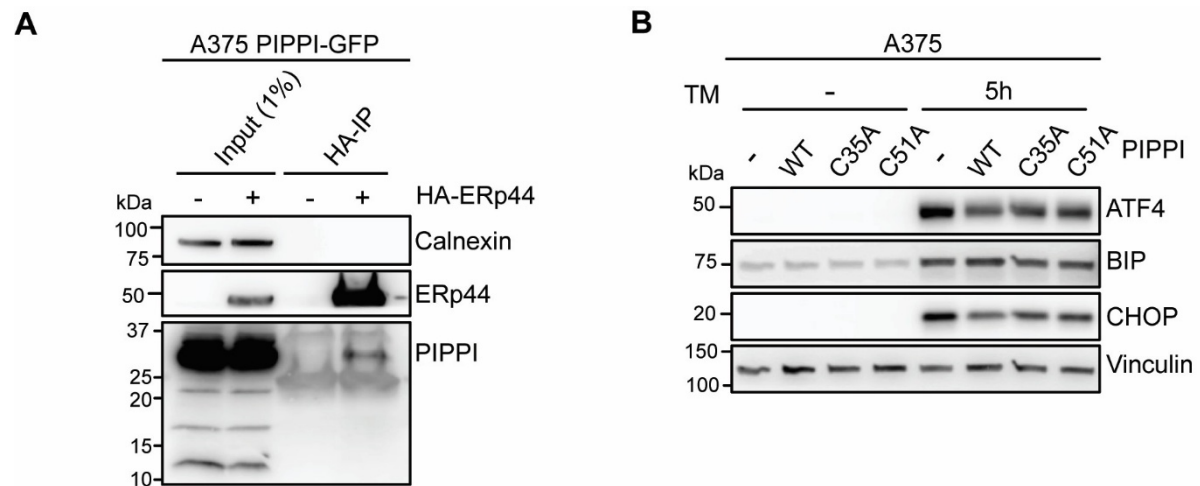 A
A375 PIPPI-GFP
Input (1%)
HA-IP
kDa
- + - + HA-ERp44
100
75
Calnexin
50
ERp44
37
25
20
15
10
PIPPI
B
A375
TM - 5h
- WT C35A C51A - WT C35A C51A PIPPI
kDa
50
ATF4
75
BIP
20
CHOP
150
100
Vinculin